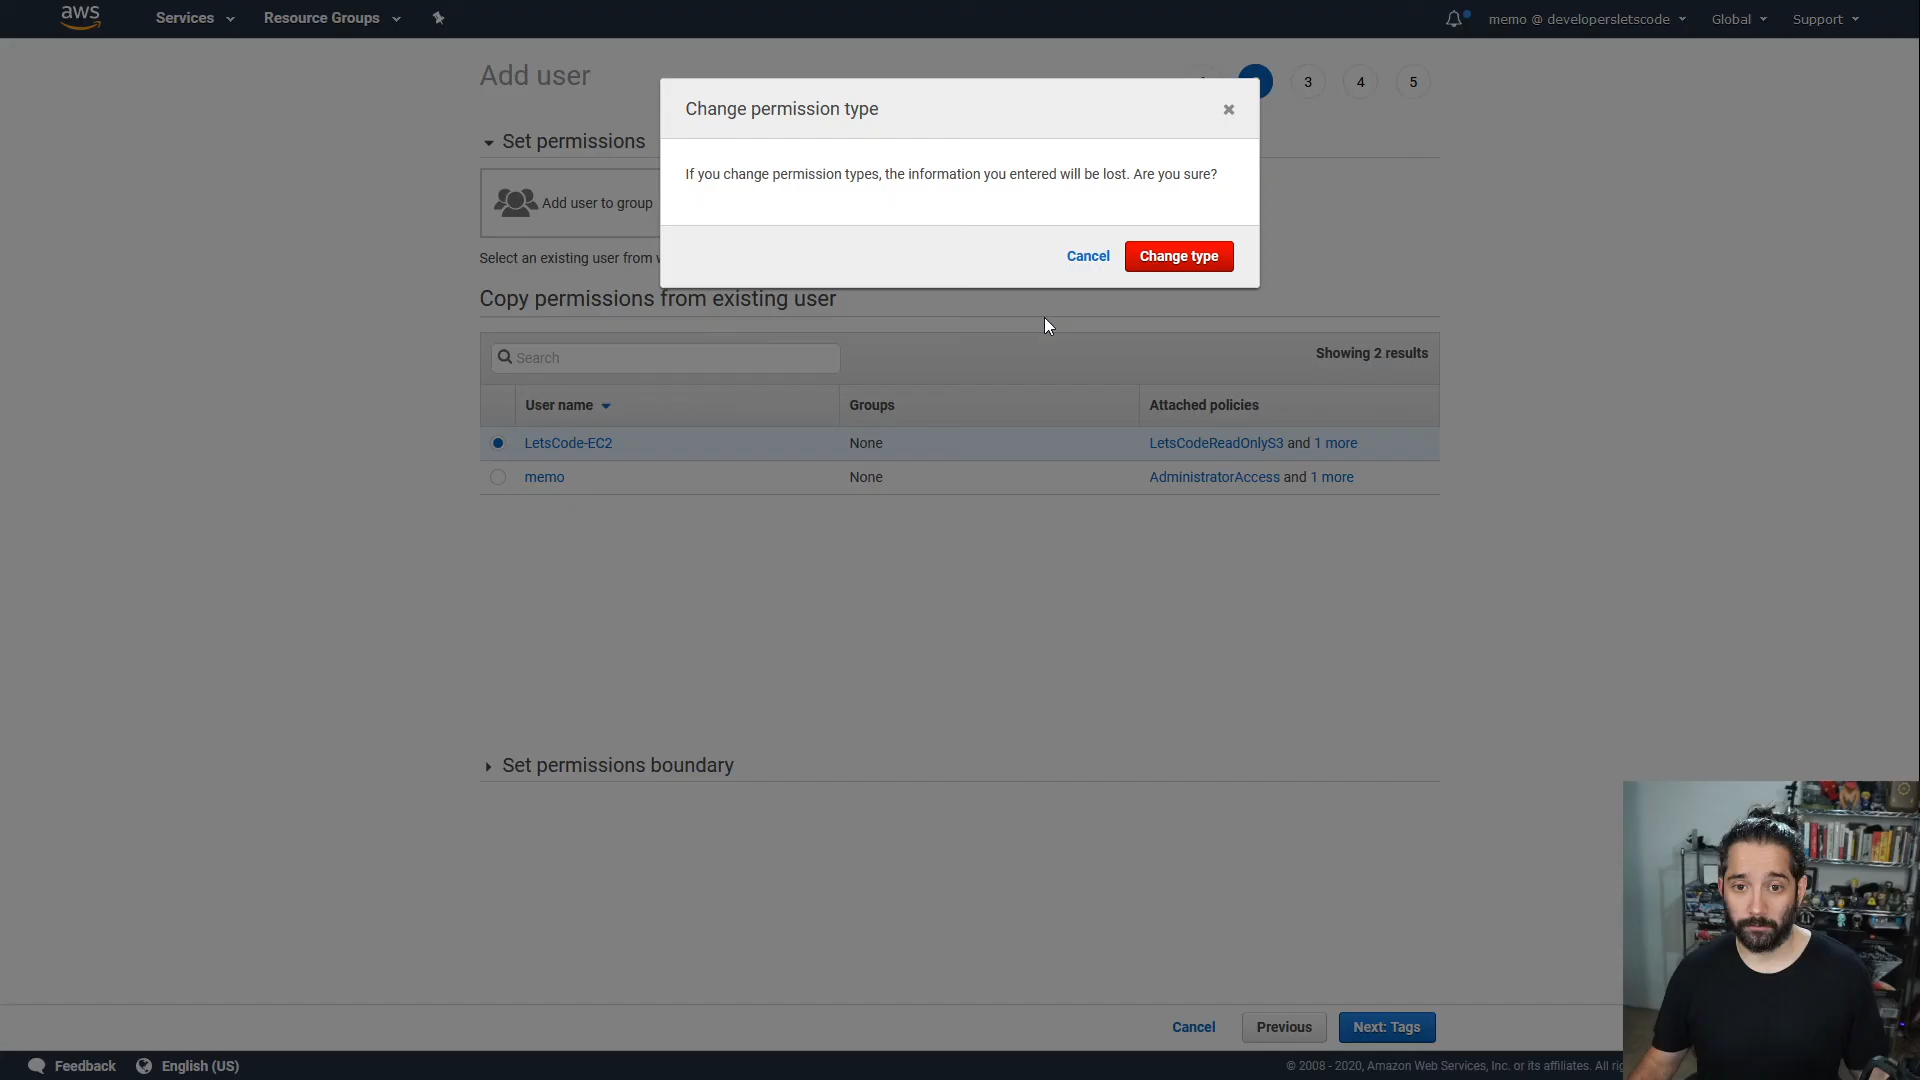 aws
Services
Resource Groups
memo @ developersletscode
Global
Support
Add user
3
4
5
Change permission type
If you change permission types, the information you entered will be lost. Are you sure?
Cancel
Change type
Set permissions
Add user to group
Select an existing user from
Copy permissions from existing user
Search
Showing 2 results
User name
Groups
Attached policies
LetsCode-EC2
None
LetsCodeReadOnlyS3 and 1 more
memo
None
AdministratorAccess and 1 more
Set permissions boundary
Cancel
Previous
Next: Tags
Feedback
English (US)
© 2008 - 2020, Amazon Web Services, Inc. or its affiliates. All